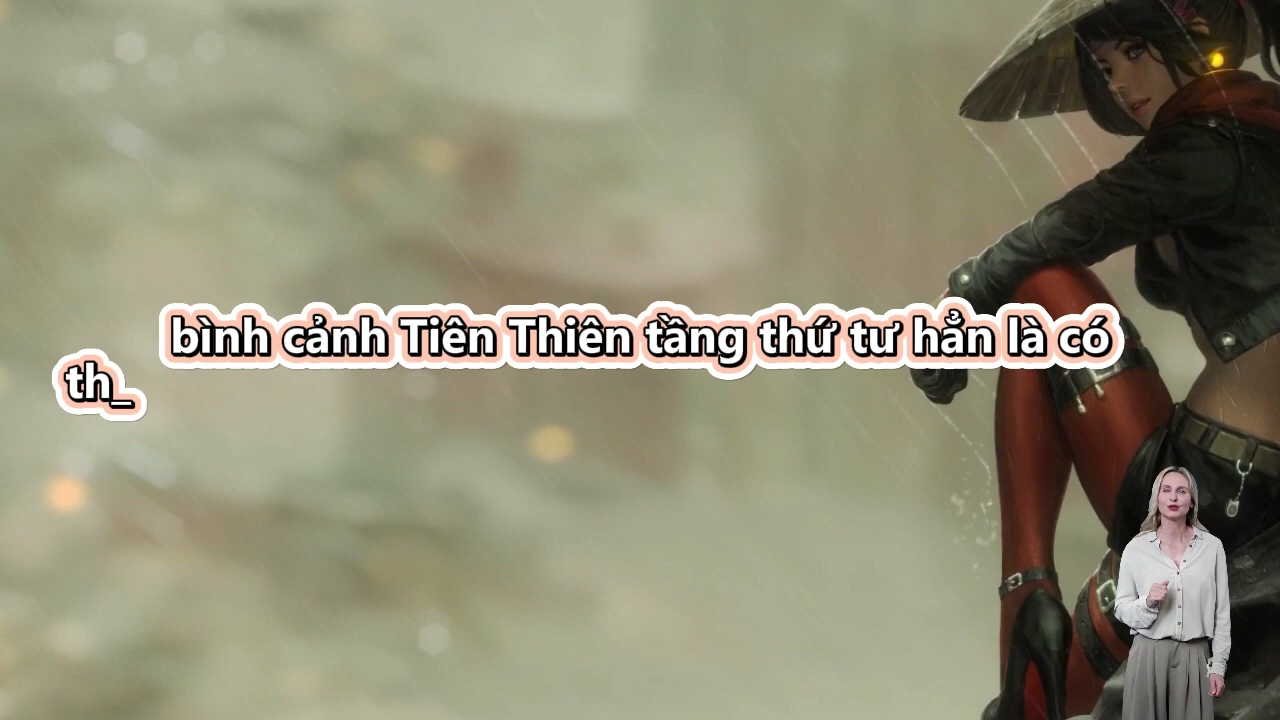 bình cảnh Tiên Thiên tầng thứ tư hẳn là có
th_